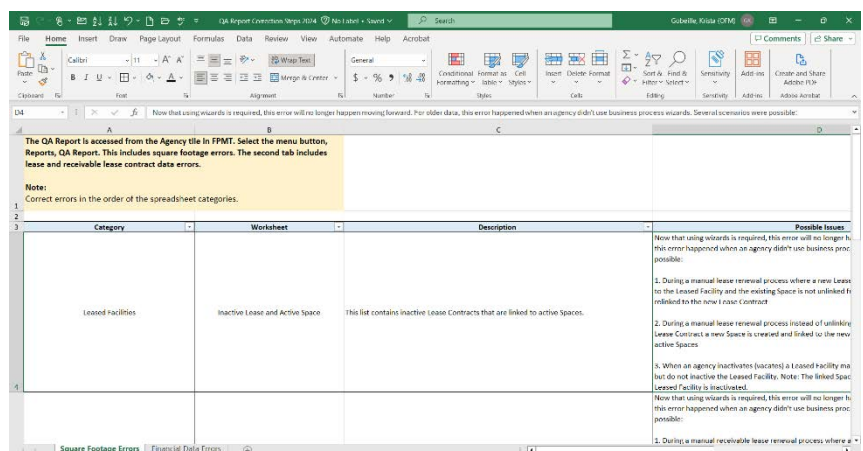 QA Report Correction Steps 2024 No Label • Saved
Search
Gubeille, Krista (OFM)
File Home Insert Draw Page Layout Formulas Data Review View Automate Help Acrobat
Comments Share
Paste
Calibri 11
Wrap Text
Merge & Center
General
Conditional Formatting
Format as Table
Cell Styles
Insert Delete Format
Sort & Filter
Find & Select
Sensitivity
Add-ins
Create and Share Adobe PDF
Clipboard Font Alignment Number Styles Cells Editing Sensitivity Add-ins Adobe Acrobat
D4 Now that using wizards is required, this error will no longer happen moving forward. For older data, this error happened when an agency didn't use business process wizards. Several scenarios were possible:
A B C D
The QA Report is accessed from the Agency tile in FPMT. Select the menu button,
Reports, QA Report. This includes square footage errors. The second tab includes
lease and receivable lease contract data errors.
Note:
Correct errors in the order of the spreadsheet categories.
1
2
3 Category Worksheet Description Possible Issues
Now that using wizards is required, this error will no longer h
this error happened when an agency didn't use business proc
possible:
1. During a manual lease renewal process where a new Lease
to the Leased Facility and the existing Space is not unlinked f
relinked to the new Lease Contract
Leased Facilities Inactive Lease and Active Space This list contains inactive Lease Contracts that are linked to active Spaces.
2. During a manual lease renewal process instead of unlinking
Lease Contract a new Space is created and linked to the new
active Spaces
3. When an agency inactivates (vacates) a Leased Facility ma
but do not inactive the Leased Facility. Note: The linked Spac
4 Leased Facility is inactivated.
Now that using wizards is required, this error will no longer h
this error happened when an agency didn't use business proc
possible:
1. During a manual receivable lease renewal process where a
Square Footage Errors Financial Data Errors